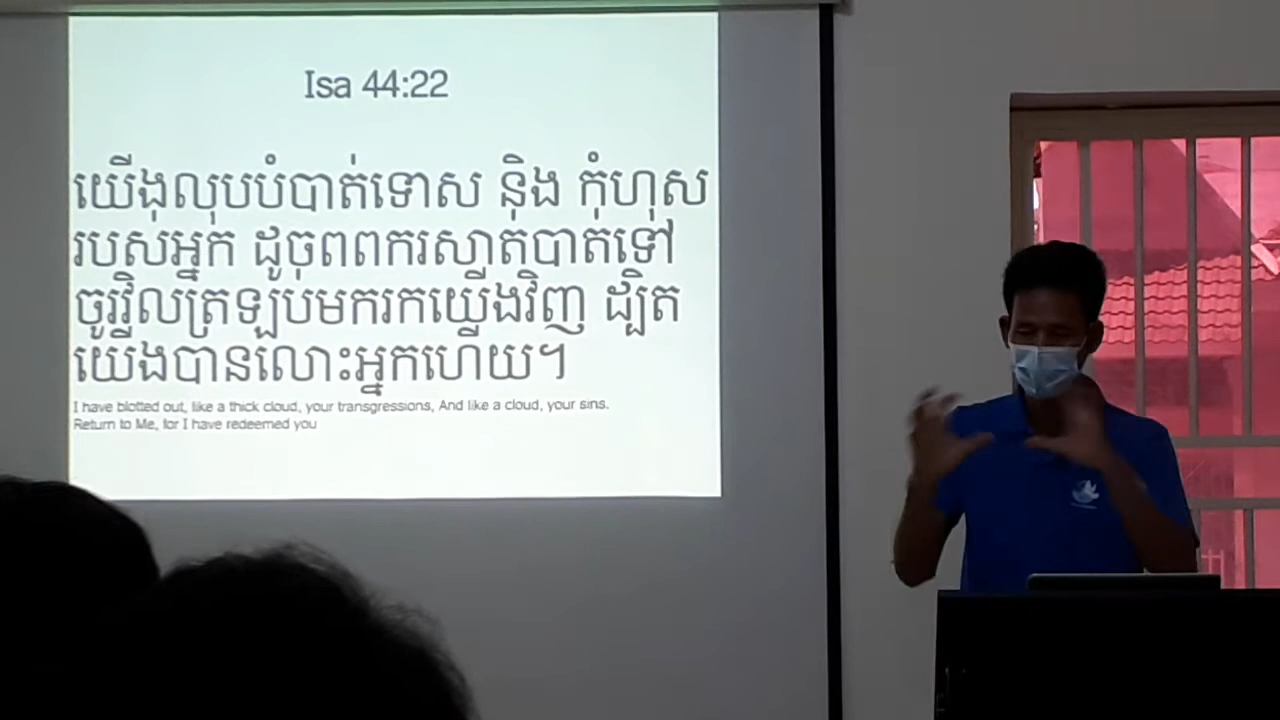 Isa 44:22
យើងលុបបំបាត់ទោស និង កំហុស
របស់អ្នក ដូចពពករសាត់បាត់ទៅ
ចូរវិលត្រឡប់មករកយើងវិញ ដ្បិត
យើងបានលោះអ្នកហើយ។
I have blotted out, like a thick cloud, your transgressions, And like a cloud, your sins.
Return to Me, for I have redeemed you